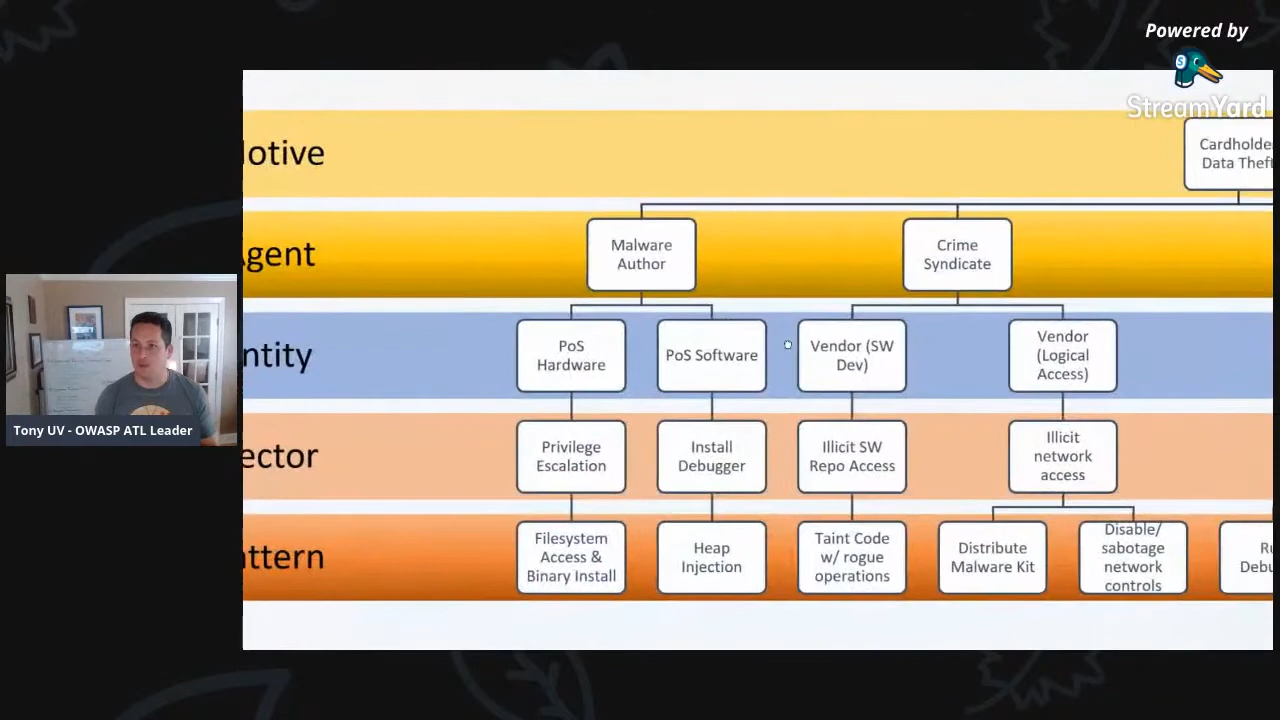 Powered by
StreamYard
otive
Cardholde
Data Theft
gent
Malware
Author
Crime
Syndicate
ntity
PoS
Hardware
PoS Software
Vendor (SW
Dev)
Vendor
(Logical
Access)
Tony UV - OWASP ATL Leader
ector
Privilege
Escalation
Install
Debugger
Illicit SW
Repo Access
Illicit
network
access
ttern
Filesystem
Access &
Binary Install
Heap
Injection
Taint Code
w/ rogue
operations
Distribute
Malware Kit
Disable/
sabotage
network
controls
Ru
Debu